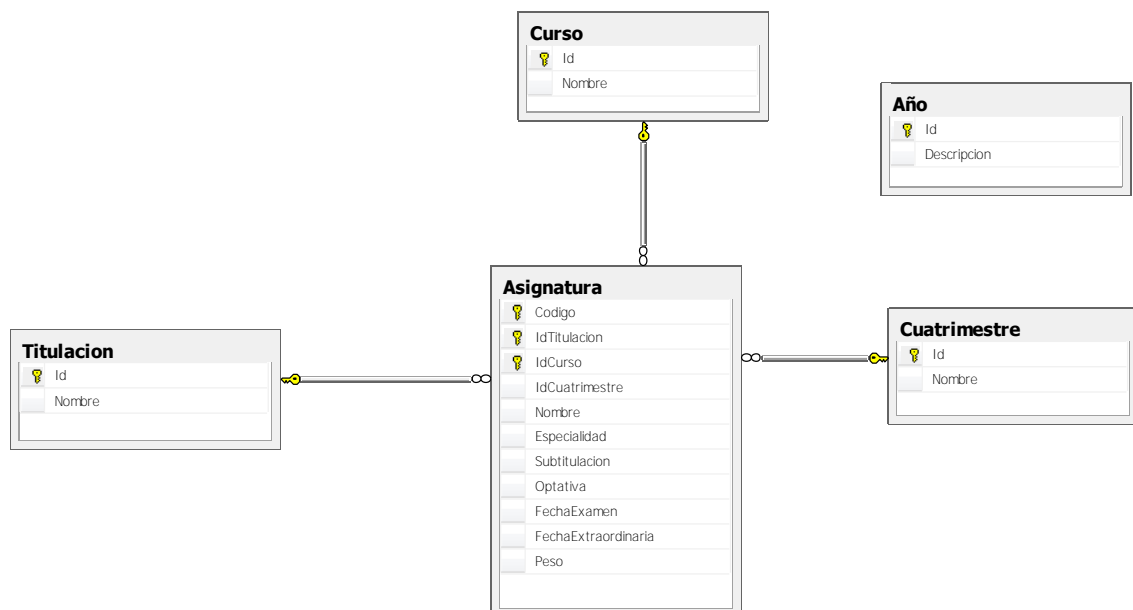 Curso
Id
Nombre
Año
Id
Descripcion
Asignatura
Codigo
IdTitulacion
IdCurso
IdCuatrimestre
Nombre
Especialidad
Subtitulacion
Optativa
FechaExamen
FechaExtraordinaria
Peso
Titulacion
Id
Nombre
Cuatrimestre
Id
Nombre